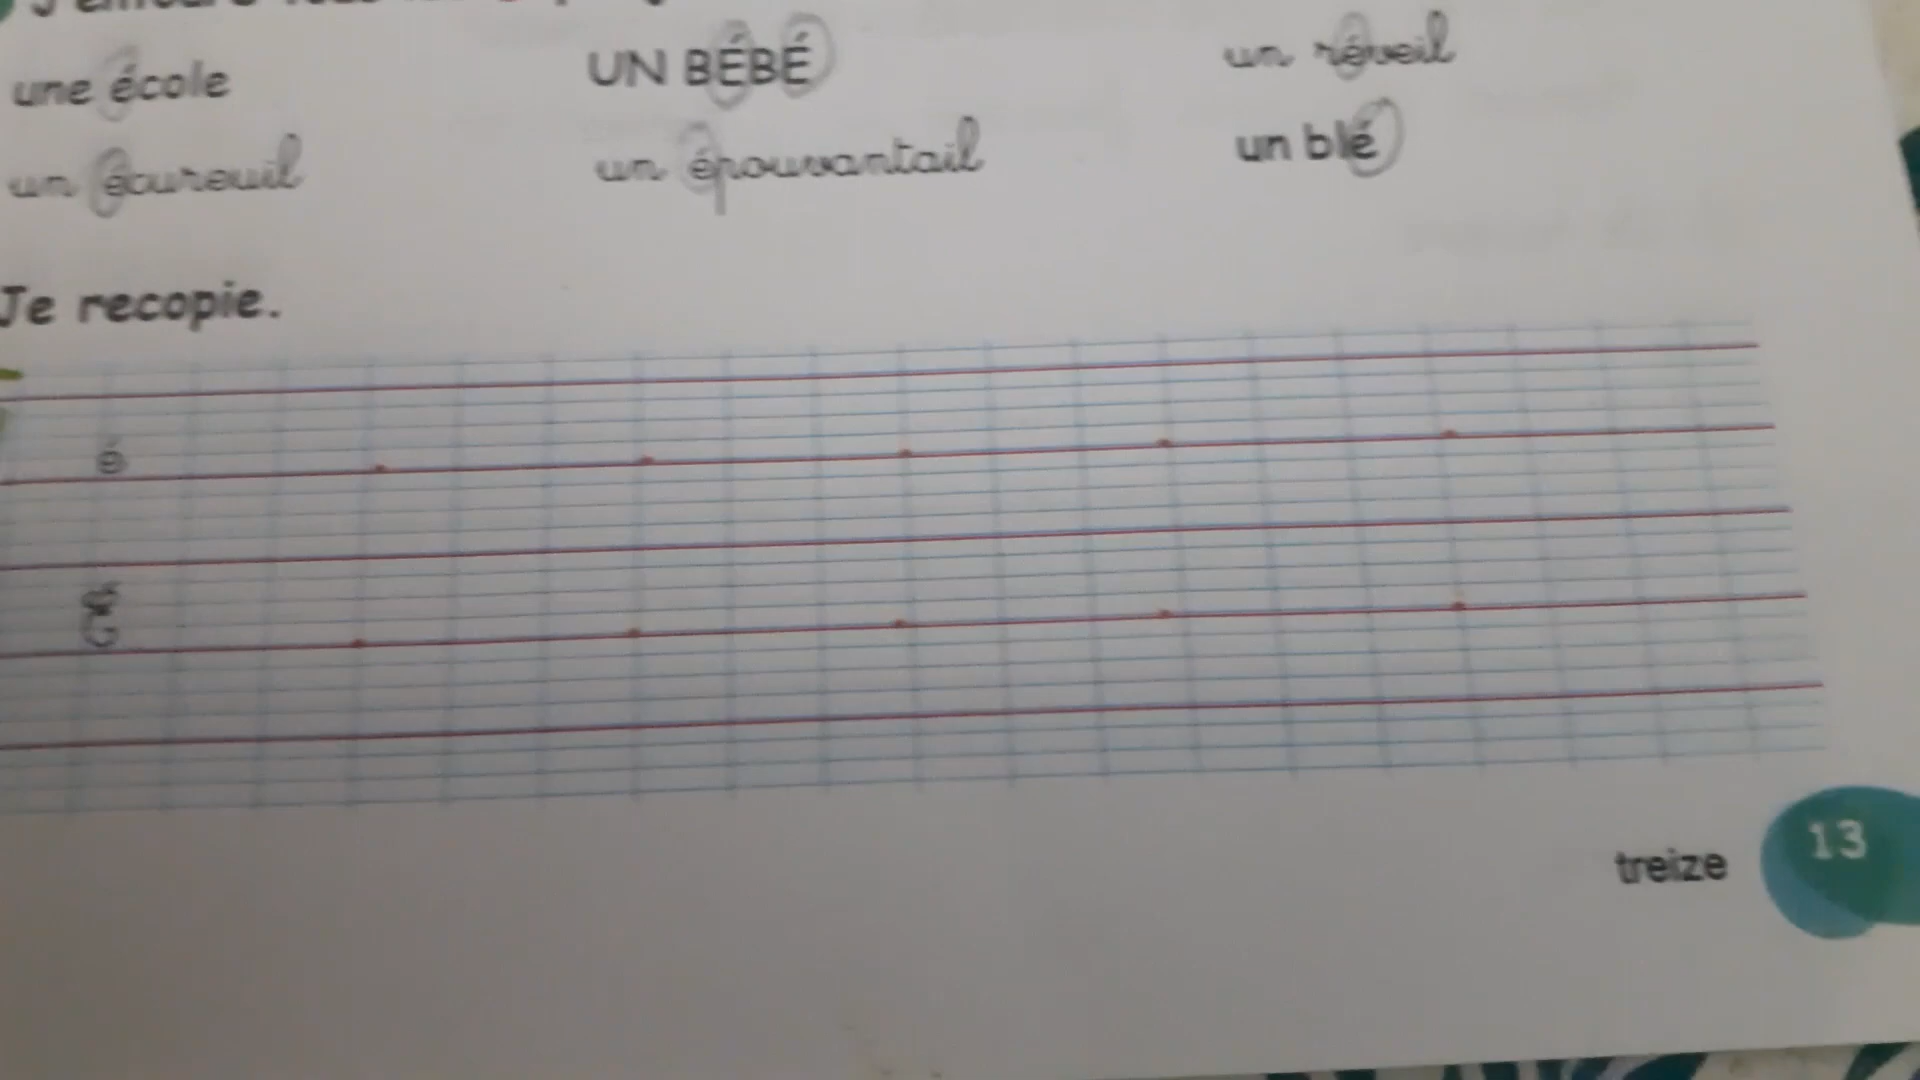 une école UN BÉBÉ un réveil
un écureuil un épouvantail un blé
Je recopie.
é
É
treize 13